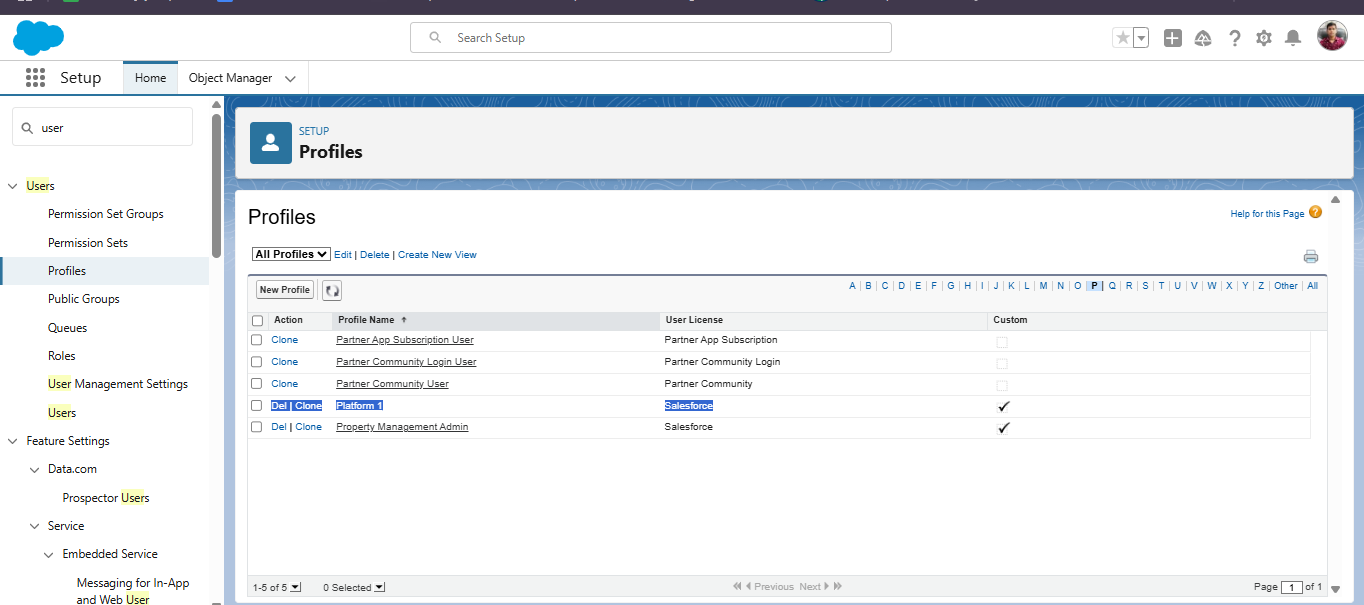 Search Setup
Setup
Home
Object Manager
user
Users
Permission Set Groups
Permission Sets
Profiles
Public Groups
Queues
Roles
User Management Settings
Users
Feature Settings
Data.com
Prospector Users
Service
Embedded Service
Messaging for In-App
and Web User
SETUP
Profiles
Profiles
Help for this Page ?
All Profiles Edit | Delete | Create New View
New Profile
A | B | C | D | E | F | G | H | I | J | K | L | M | N | O | P | Q | R | S | T | U | V | W | X | Y | Z | Other | All
Action Profile Name User License Custom
Clone Partner App Subscription User Partner App Subscription
Clone Partner Community Login User Partner Community Login
Clone Partner Community User Partner Community
Del | Clone Platform 1 Salesforce
Del | Clone Property Management Admin Salesforce
1-5 of 5 0 Selected Previous Next Page 1 of 1